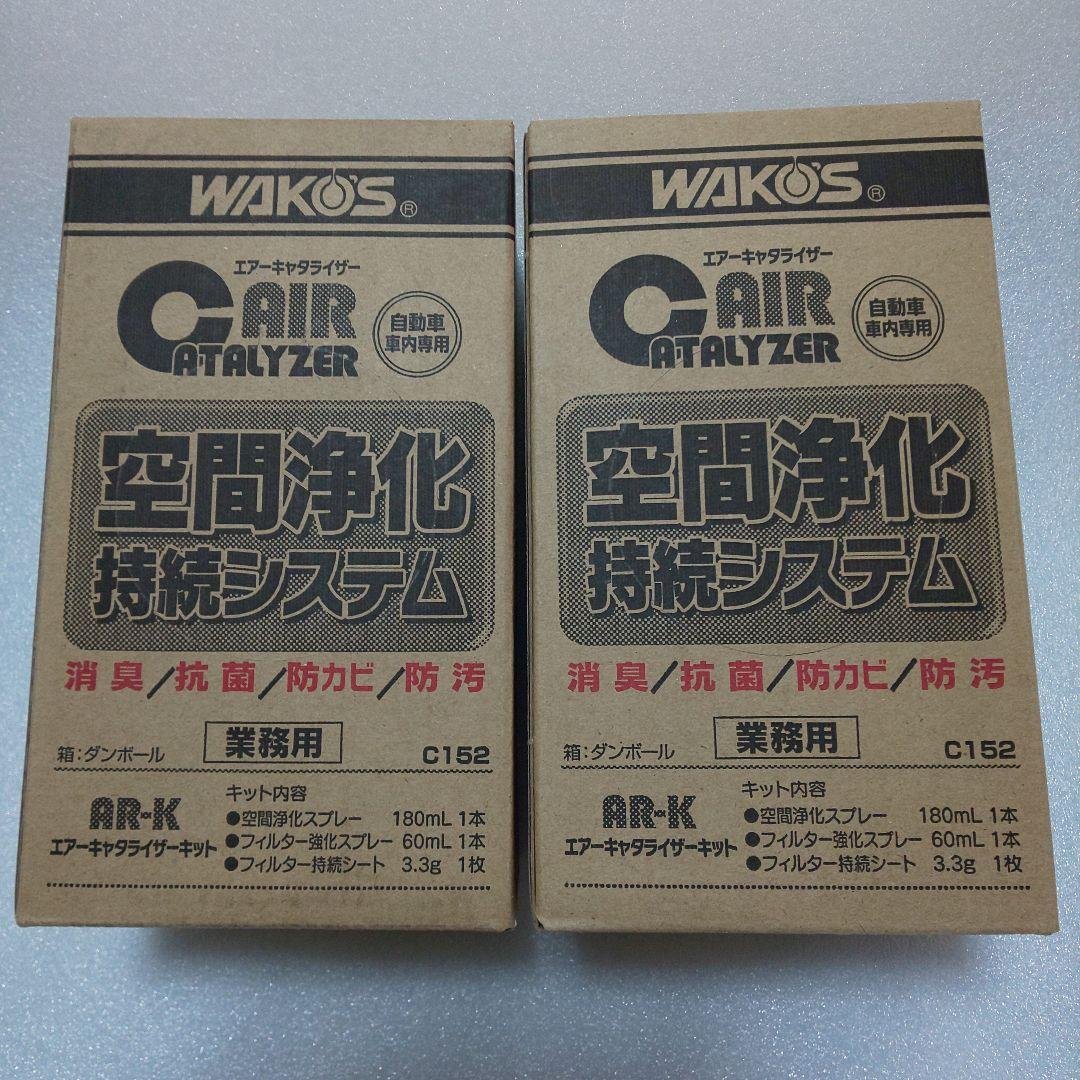 WAKO'S®
エアーキャタライザー
AIR
CATALYZER
自動車
車内専用
空間浄化
持続システム
消臭/抗菌/防カビ/防汚
箱:ダンボール 業務用 C152
AR-K
エアーキャタライザーキット
キット内容
●空間浄化スプレー 180mL 1本
●フィルター強化スプレー 60mL 1本
●フィルター持続シート 3.3g 1枚
WAKO'S®
エアーキャタライザー
AIR
CATALYZER
自動車
車内専用
空間浄化
持続システム
消臭/抗菌/防カビ/防汚
箱:ダンボール 業務用 C152
AR-K
エアーキャタライザーキット
キット内容
●空間浄化スプレー 180mL 1本
●フィルター強化スプレー 60mL 1本
●フィルター持続シート 3.3g 1枚